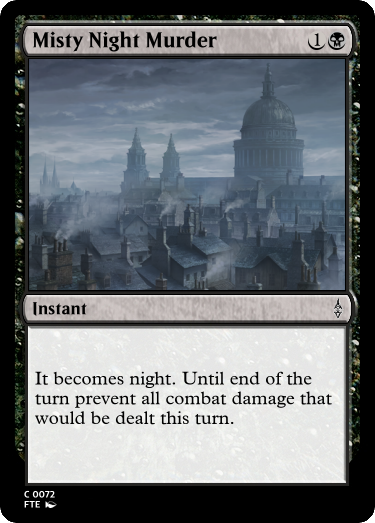 Misty Night Murder 1
Instant
It becomes night. Until end of the
turn prevent all combat damage that
would be dealt this turn.
C 0072
FTE